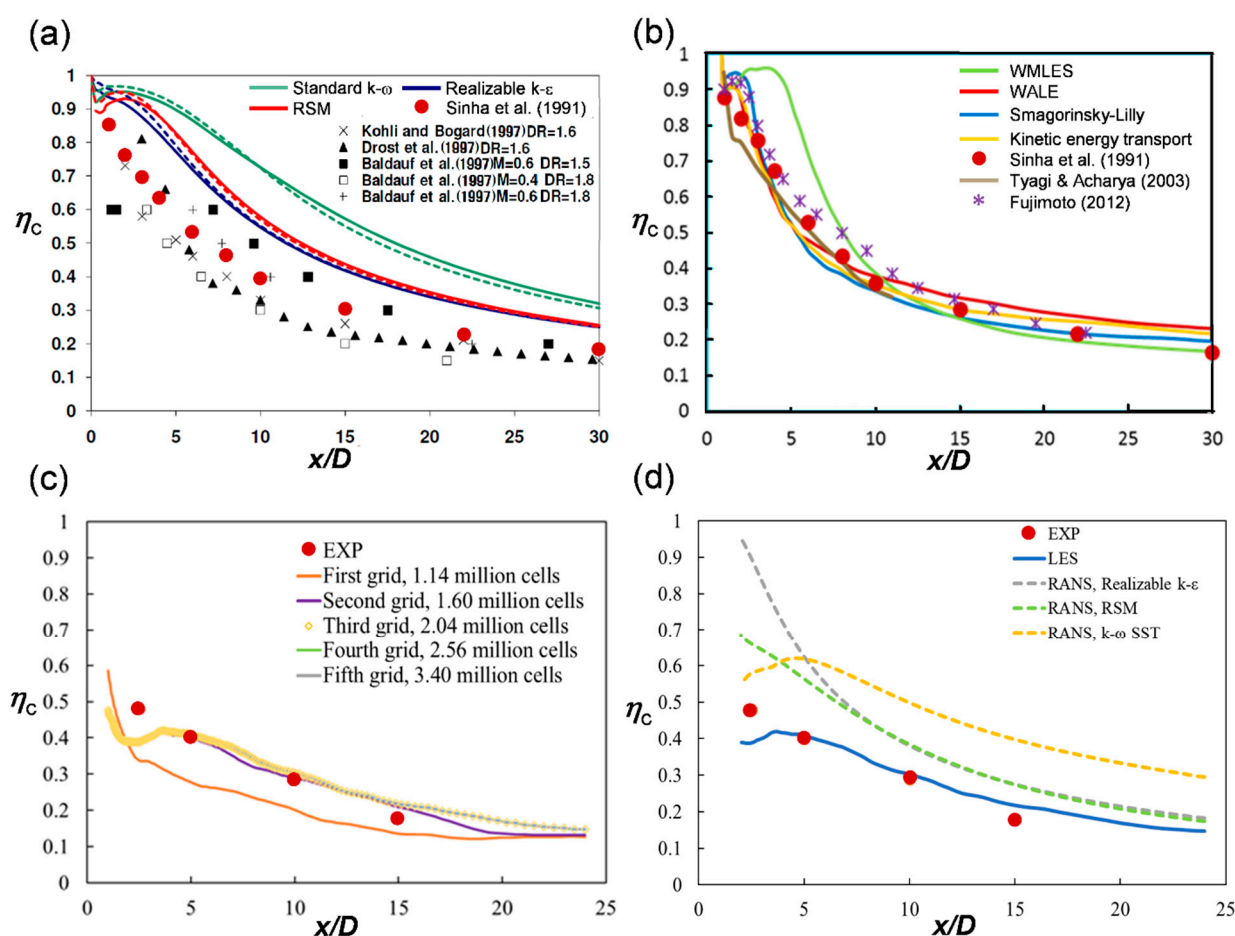 (a)
1
0.9
0.8
0.7
0.6
0.5
0.4
0.3
0.2
0.1
0
ηc
Standard k-ω
Realizable k-ε
RSM
Sinha et al. (1991)
Kohli and Bogard(1997)DR=1.6
Drost et al.(1997)DR=1.6
Baldauf et al.(1997)M=0.6 DR=1.5
Baldauf et al.(1997)M=0.4 DR=1.8
Baldauf et al.(1997)M=0.6 DR=1.8
0 5 10 15 20 25 30
x/D
(b)
1
0.9
0.8
0.7
0.6
0.5
0.4
0.3
0.2
0.1
0
ηc
WMLES
WALE
Smagorinsky-Lilly
Kinetic energy transport
Sinha et al. (1991)
Tyagi & Acharya (2003)
Fujimoto (2012)
0 5 10 15 20 25 30
x/D
(c)
1
0.9
0.8
0.7
0.6
0.5
0.4
0.3
0.2
0.1
0
ηc
EXP
First grid, 1.14 million cells
Second grid, 1.60 million cells
Third grid, 2.04 million cells
Fourth grid, 2.56 million cells
Fifth grid, 3.40 million cells
0 5 10 15 20 25
x/D
(d)
1
0.9
0.8
0.7
0.6
0.5
0.4
0.3
0.2
0.1
0
ηc
EXP
LES
RANS, Realizable k-ε
RANS, RSM
RANS, k-ω SST
0 5 10 15 20 25
x/D